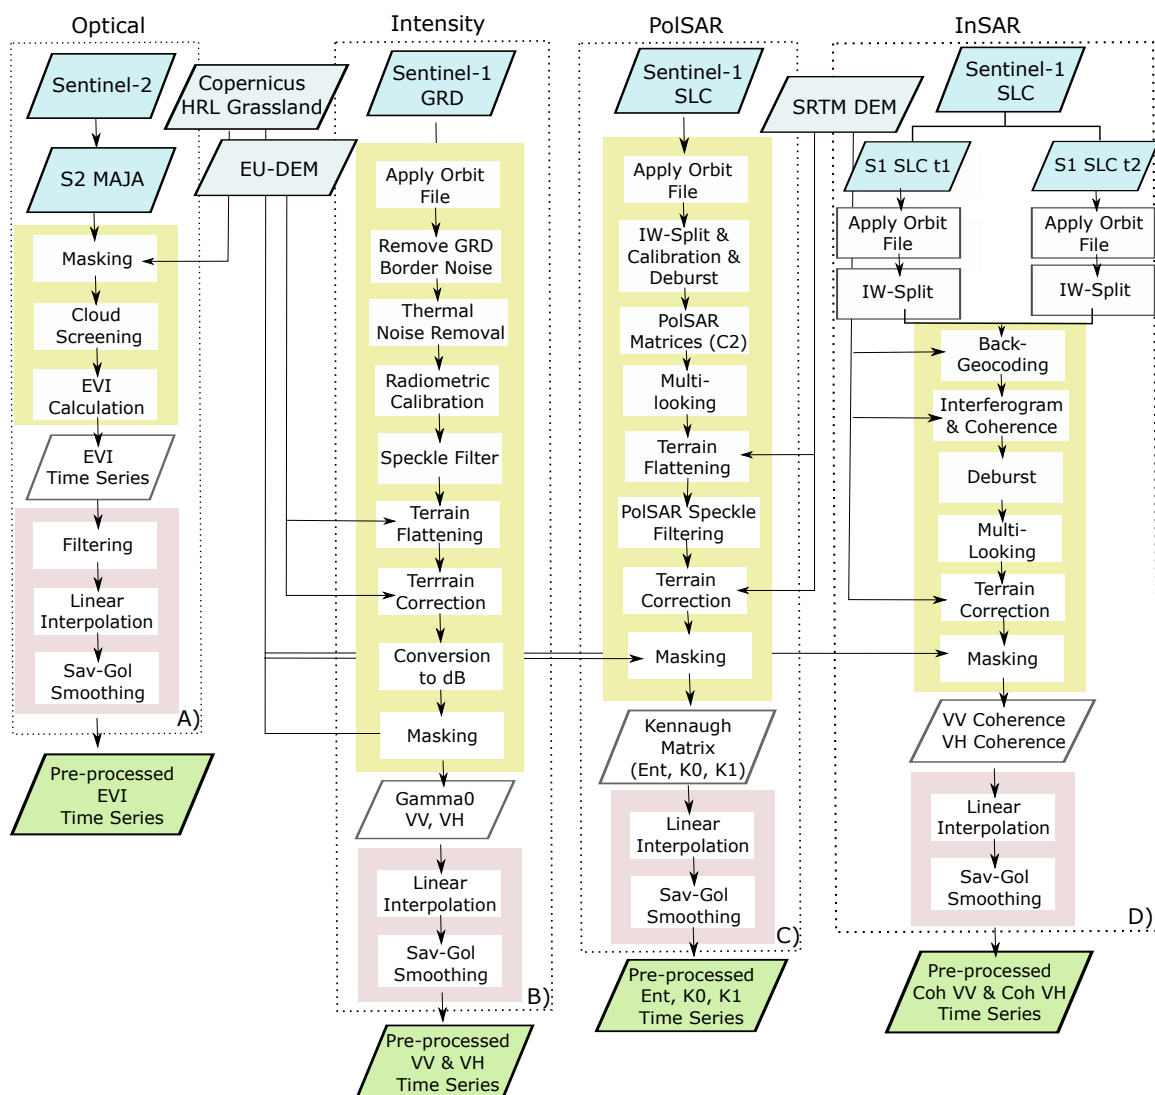 Optical
Intensity
PolSAR
InSAR
Sentinel-2
Copernicus
HRL Grassland
Sentinel-1
GRD
Sentinel-1
SLC
SRTM DEM
Sentinel-1
SLC
S2 MAJA
EU-DEM
S1 SLC t1
S1 SLC t2
Masking
Cloud
Screening
EVI
Calculation
EVI
Time Series
Filtering
Linear
Interpolation
Sav-Gol
Smoothing
A)
Pre-processed
EVI
Time Series
Apply Orbit
File
Remove GRD
Border Noise
Thermal
Noise Removal
Radiometric
Calibration
Speckle Filter
Terrain
Flattening
Terrrain
Correction
Conversion
to dB
Masking
Gamma0
VV, VH
Linear
Interpolation
Sav-Gol
Smoothing
B)
Pre-processed
VV & VH
Time Series
Apply Orbit
File
IW-Split &
Calibration &
Deburst
PolSAR
Matrices (C2)
Multi-
looking
Terrain
Flattening
PolSAR Speckle
Filtering
Terrain
Correction
Masking
Kennaugh
Matrix
(Ent, K0, K1)
Linear
Interpolation
Sav-Gol
Smoothing
C)
Pre-processed
Ent, K0, K1
Time Series
Apply Orbit
File
IW-Split
Apply Orbit
File
IW-Split
Back-
Geocoding
Interferogram
& Coherence
Deburst
Multi-
Looking
Terrain
Correction
Masking
VV Coherence
VH Coherence
Linear
Interpolation
Sav-Gol
Smoothing
D)
Pre-processed
Coh VV & Coh VH
Time Series